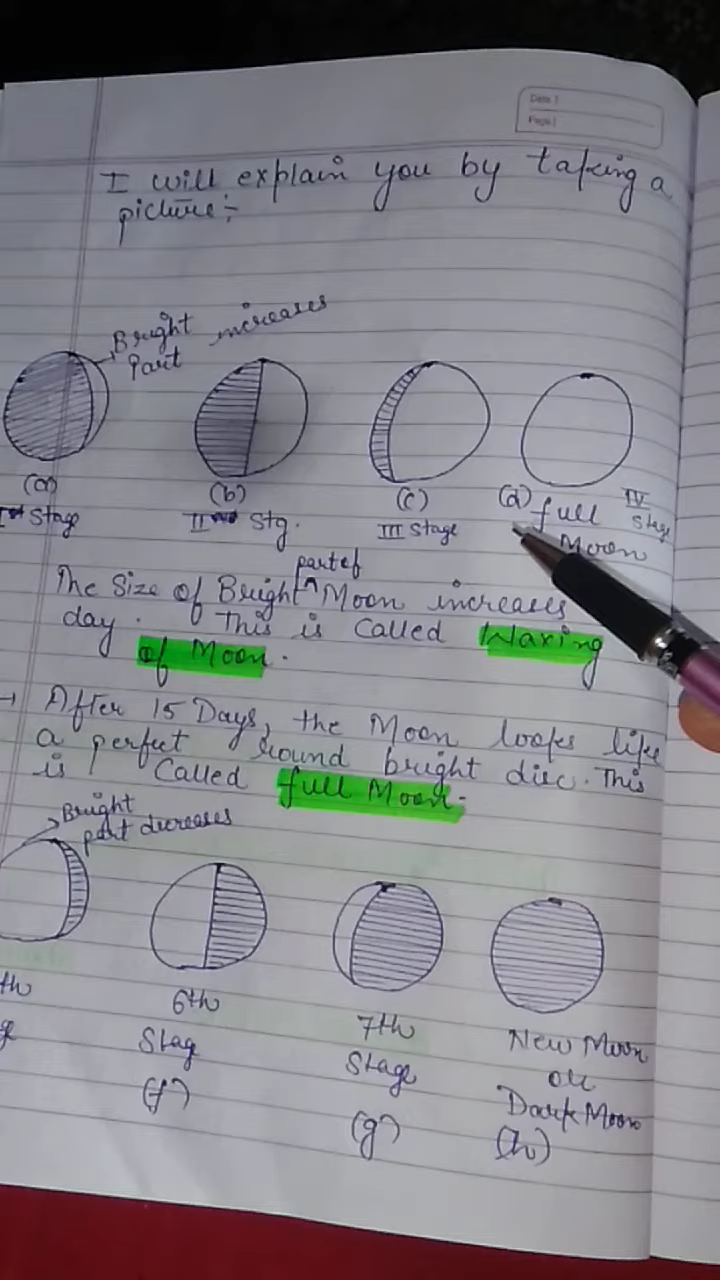 Date :
Page :
I will explain you by taking a
picture:-
Bright increases
Part
(a) (b) (c) (d) full IV
Ist Stage IInd Stg. III Stage Moon Stage
part of
The Size of Bright ^ Moon increases
day. This is Called Waxing
of Moon.
→ After 15 Days, the Moon looks like
a perfect round bright disc. This
is Called full Moon.
Bright
part decreases
th 6th 7th New Moon
Stag Stage or
(f) (g) Dark Moon
(h)